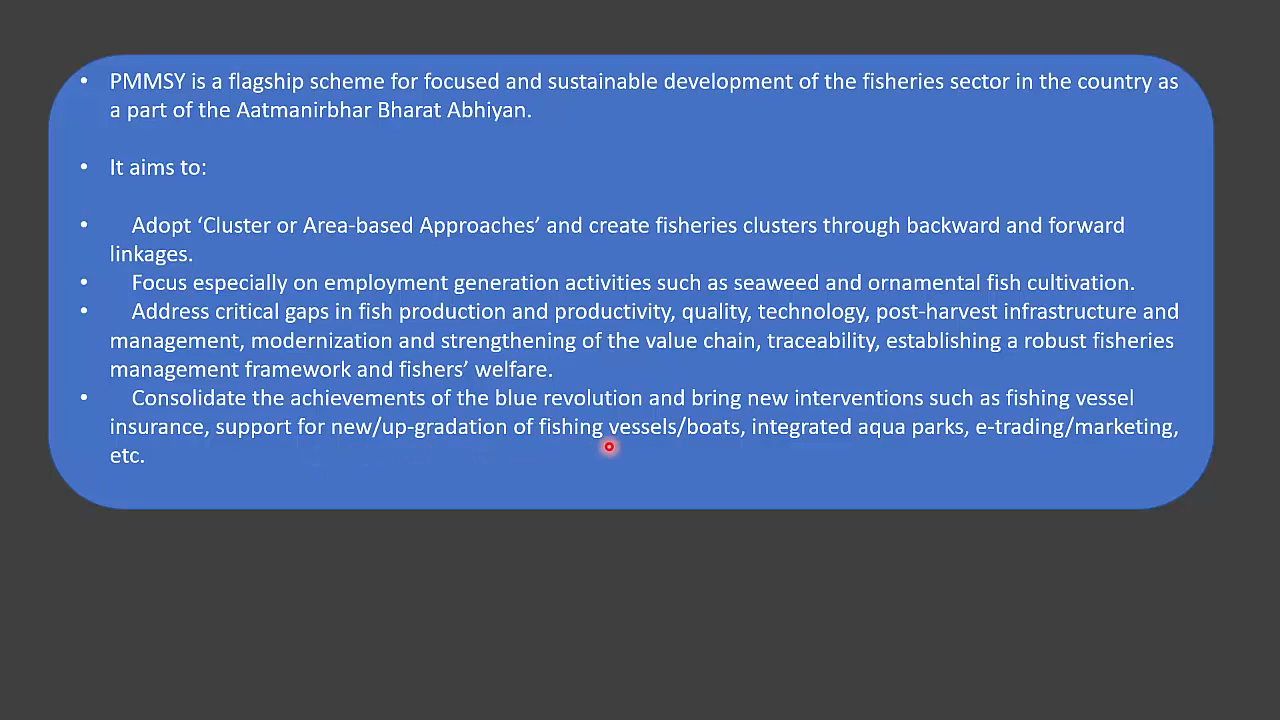 • PMMSY is a flagship scheme for focused and sustainable development of the fisheries sector in the country as
a part of the Aatmanirbhar Bharat Abhiyan.
• It aims to:
• Adopt ‘Cluster or Area-based Approaches’ and create fisheries clusters through backward and forward
linkages.
• Focus especially on employment generation activities such as seaweed and ornamental fish cultivation.
• Address critical gaps in fish production and productivity, quality, technology, post-harvest infrastructure and
management, modernization and strengthening of the value chain, traceability, establishing a robust fisheries
management framework and fishers’ welfare.
• Consolidate the achievements of the blue revolution and bring new interventions such as fishing vessel
insurance, support for new/up-gradation of fishing vessels/boats, integrated aqua parks, e-trading/marketing,
etc.